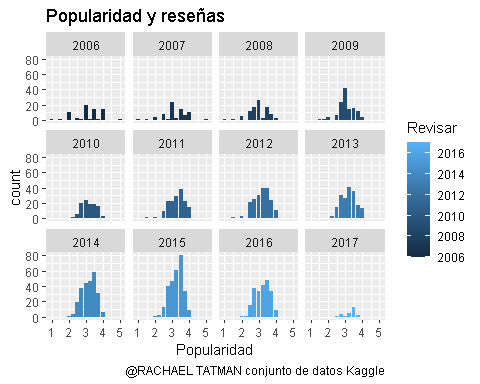 Popularidad y reseñas
2006 2007 2008 2009
80
60
40
20
0
2010 2011 2012 2013
80
60
40
20
0
2014 2015 2016 2017
80
60
40
20
0
1 2 3 4 5 1 2 3 4 5 1 2 3 4 5 1 2 3 4 5
count
Popularidad
Revisar
2016
2014
2012
2010
2008
2006
@RACHAEL TATMAN conjunto de datos Kaggle